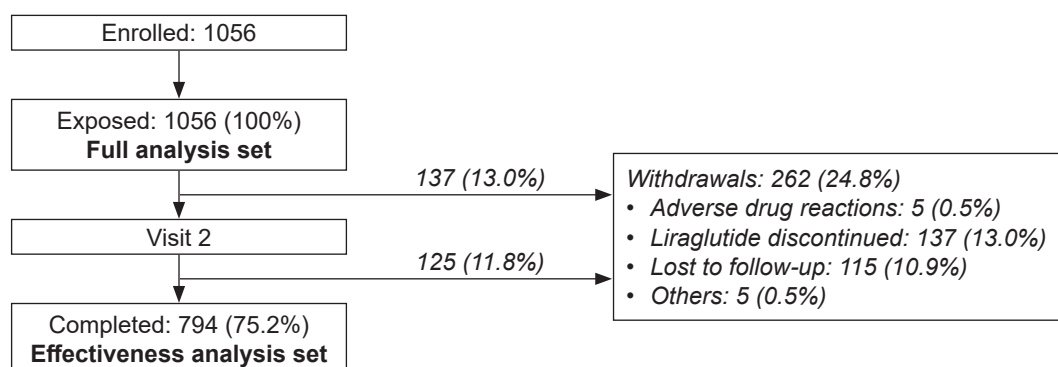 Enrolled: 1056
Exposed: 1056 (100%)
Full analysis set
137 (13.0%)
Withdrawals: 262 (24.8%)
• Adverse drug reactions: 5 (0.5%)
• Liraglutide discontinued: 137 (13.0%)
• Lost to follow-up: 115 (10.9%)
• Others: 5 (0.5%)
Visit 2
125 (11.8%)
Completed: 794 (75.2%)
Effectiveness analysis set